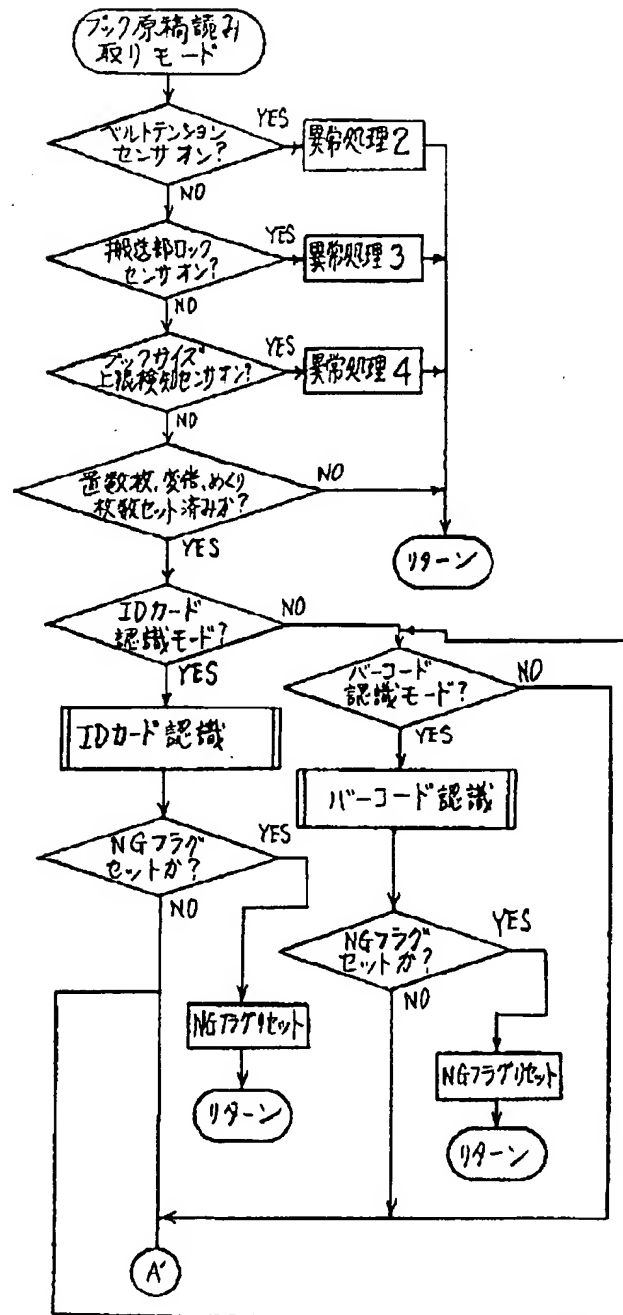 ブック原稿読み
取りモード
ベルトテンション
センサオン?
YES
異常処理2
NO
搬送部ロック
センサオン?
YES
異常処理3
NO
ブックサイズ
上限検知センサオン?
YES
異常処理4
NO
置数枚、変倍、めくり
枚数セット済みか?
NO
YES
リターン
IDカード
認識モード?
NO
YES
バーコード
認識モード?
NO
YES
IDカード認識
バーコード認識
NGフラグ
セットか?
YES
NO
NGフラグ
セットか?
YES
NO
NGフラグリセット
NGフラグリセット
リターン
リターン
A'